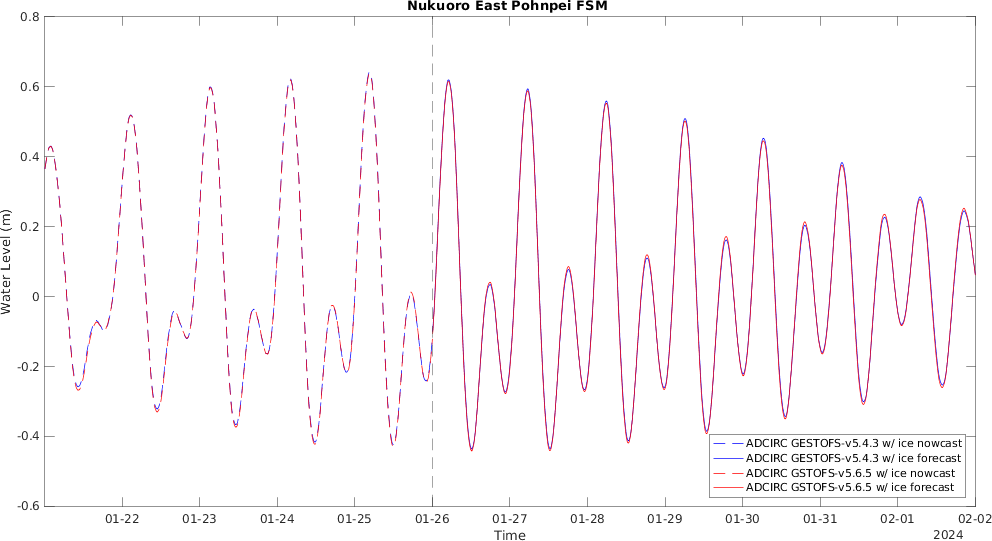 Nukuoro East Pohnpei FSM
0.8
0.6
0.4
0.2
0
-0.2
-0.4
-0.6
Water Level (m)
ADCIRC GESTOFS-v5.4.3 w/ ice nowcast
ADCIRC GESTOFS-v5.4.3 w/ ice forecast
ADCIRC GSTOFS-v5.6.5 w/ ice nowcast
ADCIRC GSTOFS-v5.6.5 w/ ice forecast
01-22 01-23 01-24 01-25 01-26 01-27 01-28 01-29 01-30 01-31 02-01 02-02
Time
2024